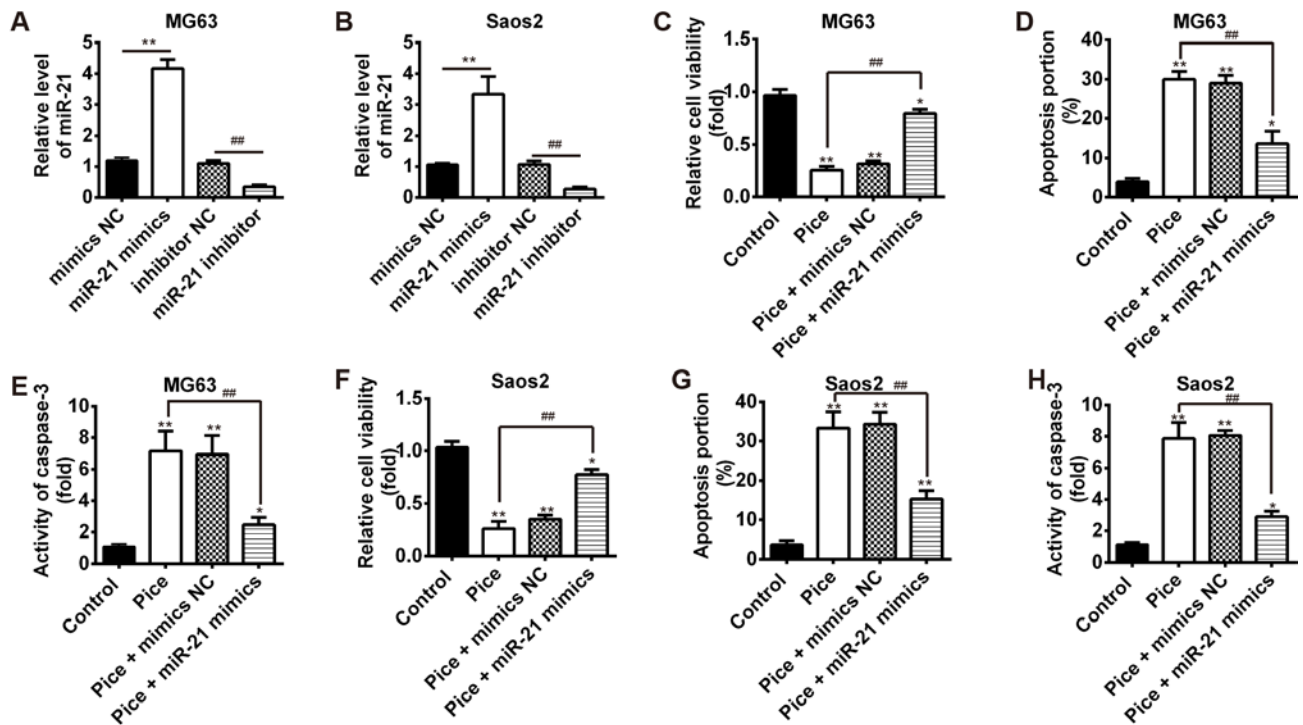 A
MG63
Relative level
of miR-21
5
4
3
2
1
0
**
##
mimics NC
miR-21 mimics
inhibitor NC
miR-21 inhibitor
B
Saos2
Relative level
of miR-21
5
4
3
2
1
0
**
##
mimics NC
miR-21 mimics
inhibitor NC
miR-21 inhibitor
C
MG63
Relative cell viability
(fold)
1.5
1.0
0.5
0.0
##
**
**
*
Control
Pice
Pice + mimics NC
Pice + miR-21 mimics
D
MG63
Apoptosis portion
(%)
40
30
20
10
0
##
**
**
*
Control
Pice
Pice + mimics NC
Pice + miR-21 mimics
E
MG63
Activity of caspase-3
(fold)
10
8
6
4
2
0
##
**
**
*
Control
Pice
Pice + mimics NC
Pice + miR-21 mimics
F
Saos2
Relative cell viability
(fold)
1.5
1.0
0.5
0.0
##
**
**
*
Control
Pice
Pice + mimics NC
Pice + miR-21 mimics
G
Saos2
Apoptosis portion
(%)
40
30
20
10
0
##
**
**
**
Control
Pice
Pice + mimics NC
Pice + miR-21 mimics
H
Saos2
Activity of caspase-3
(fold)
10
8
6
4
2
0
##
**
**
*
Control
Pice
Pice + mimics NC
Pice + miR-21 mimics